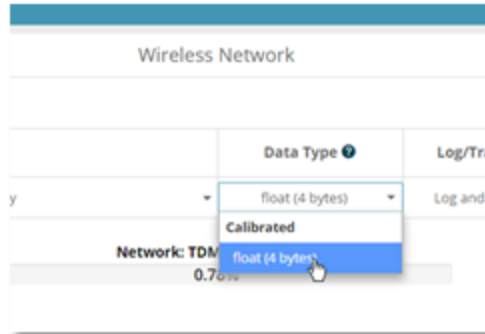 Wireless Network
Data Type Log/Tra
y float (4 bytes) Log and
Calibrated
float (4 bytes)
Network: TDM
0.78%